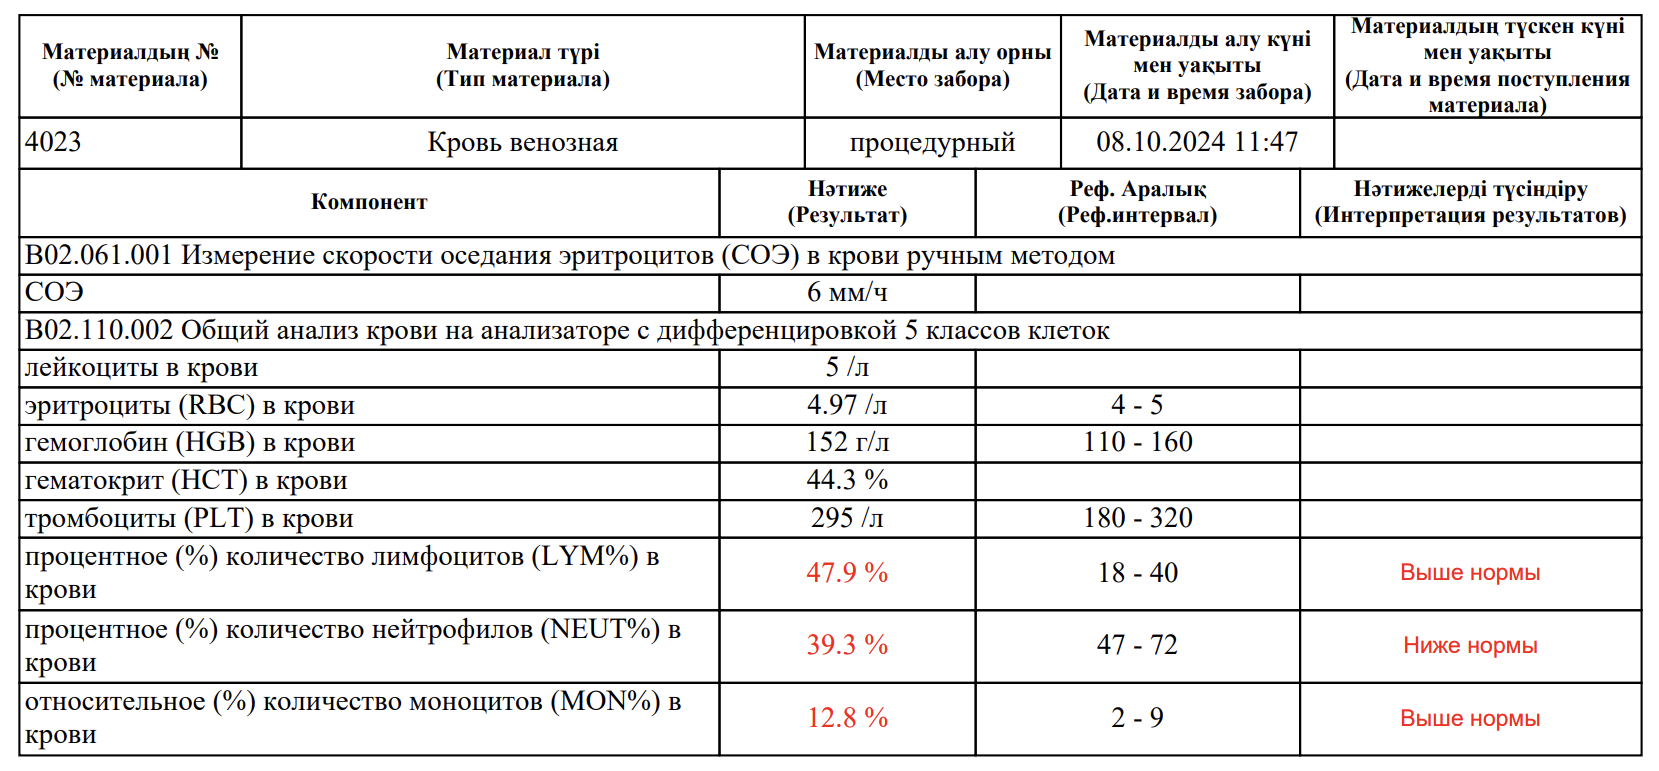 Материалдың №
(№ материала)
Материал түрі
(Тип материала)
Материалды алу орны
(Место забора)
Материалды алу күні
мен уақыты
(Дата и время забора)
Материалдың түскен күні
мен уақыты
(Дата и время поступления
материала)
4023
Кровь венозная
процедурный
08.10.2024 11:47
Компонент
Нәтиже
(Результат)
Реф. Аралық
(Реф.интервал)
Нәтижелерді түсіндіру
(Интерпретация результатов)
B02.061.001 Измерение скорости оседания эритроцитов (СОЭ) в крови ручным методом
СОЭ
6 мм/ч
B02.110.002 Общий анализ крови на анализаторе с дифференцировкой 5 классов клеток
лейкоциты в крови
5 /л
эритроциты (RBC) в крови
4.97 /л
4 - 5
гемоглобин (HGB) в крови
152 г/л
110 - 160
гематокрит (HCT) в крови
44.3 %
тромбоциты (PLT) в крови
295 /л
180 - 320
процентное (%) количество лимфоцитов (LYM%) в
крови
47.9 %
18 - 40
Выше нормы
процентное (%) количество нейтрофилов (NEUT%) в
крови
39.3 %
47 - 72
Ниже нормы
относительное (%) количество моноцитов (MON%) в
крови
12.8 %
2 - 9
Выше нормы